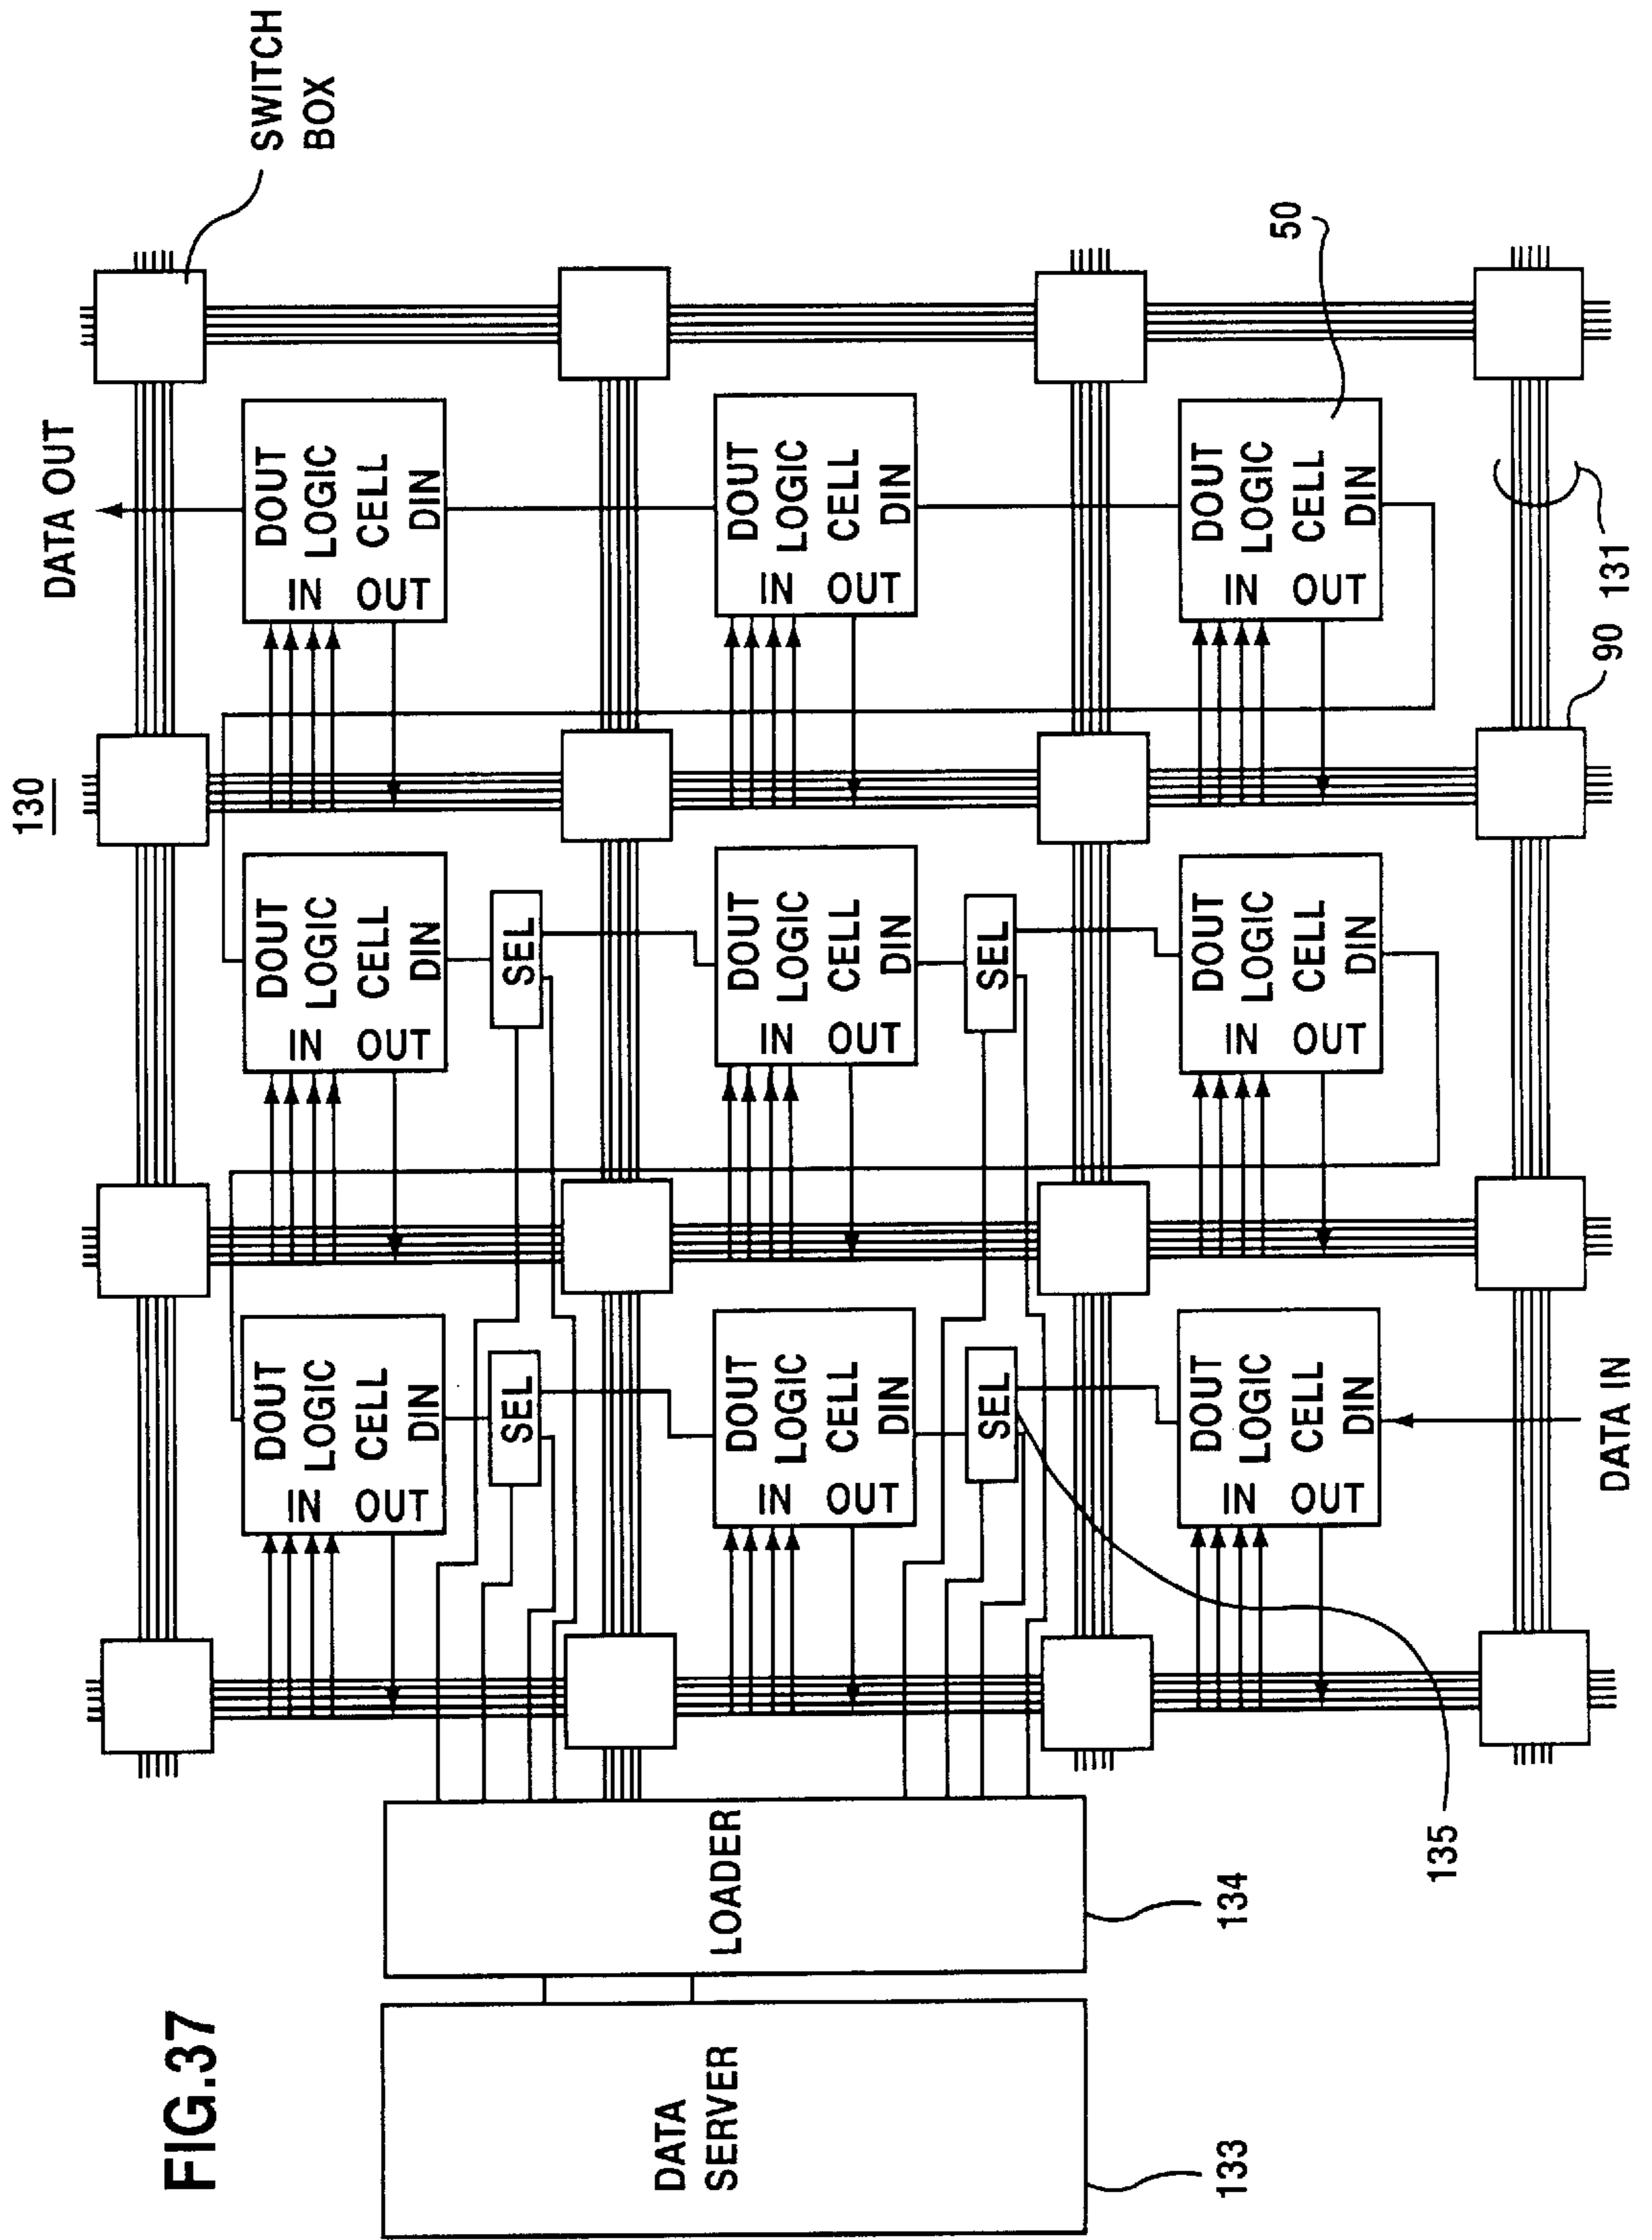 130
DATA OUT
FIG.37
SWITCH
BOX
DOUT
LOGIC
IN
CELL
OUT
DIN
DOUT
LOGIC
IN
CELL
OUT
DIN
DOUT
LOGIC
IN
CELL
OUT
DIN
SEL
SEL
DATA
SERVER
LOADER
DOUT
LOGIC
IN
CELL
OUT
DIN
DOUT
LOGIC
IN
CELL
OUT
DIN
DOUT
LOGIC
IN
CELL
OUT
DIN
SEL
SEL
DOUT
LOGIC
IN
CELL
OUT
DIN
DOUT
LOGIC
IN
CELL
OUT
DIN
DOUT
LOGIC
IN
CELL
OUT
DIN
50
133
134
135
DATA IN
90
131